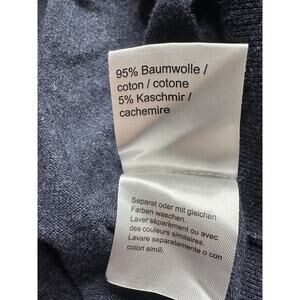 95% Baumwolle /
coton / cotone
5% Kaschmir /
cachemire
Separat oder mit gleichen
Farben waschen.
Laver séparément ou avec
des couleurs similaires.
Lavare separatamente o con
colori simili.